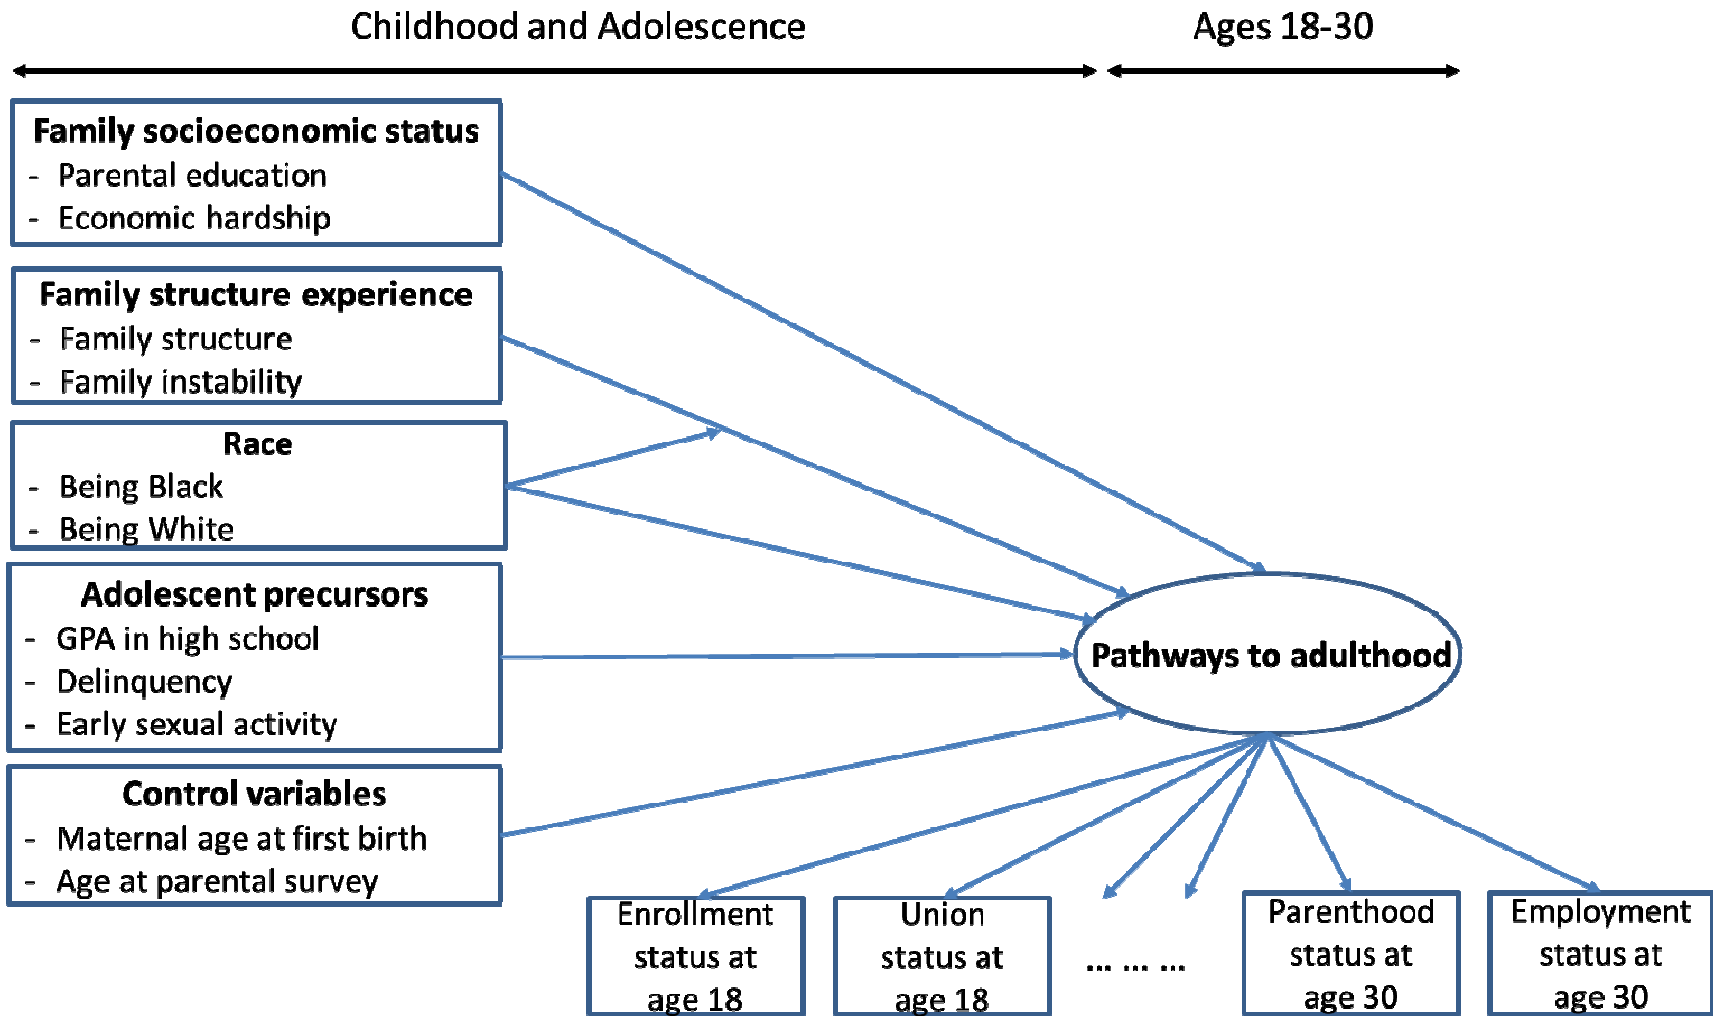 Childhood and Adolescence
Ages 18-30
Family socioeconomic status
- Parental education
- Economic hardship
Family structure experience
- Family structure
- Family instability
Race
- Being Black
- Being White
Adolescent precursors
- GPA in high school
- Delinquency
- Early sexual activity
Control variables
- Maternal age at first birth
- Age at parental survey
Pathways to adulthood
Enrollment
status at
age 18
Union
status at
age 18
... ... ...
Parenthood
status at
age 30
Employment
status at
age 30